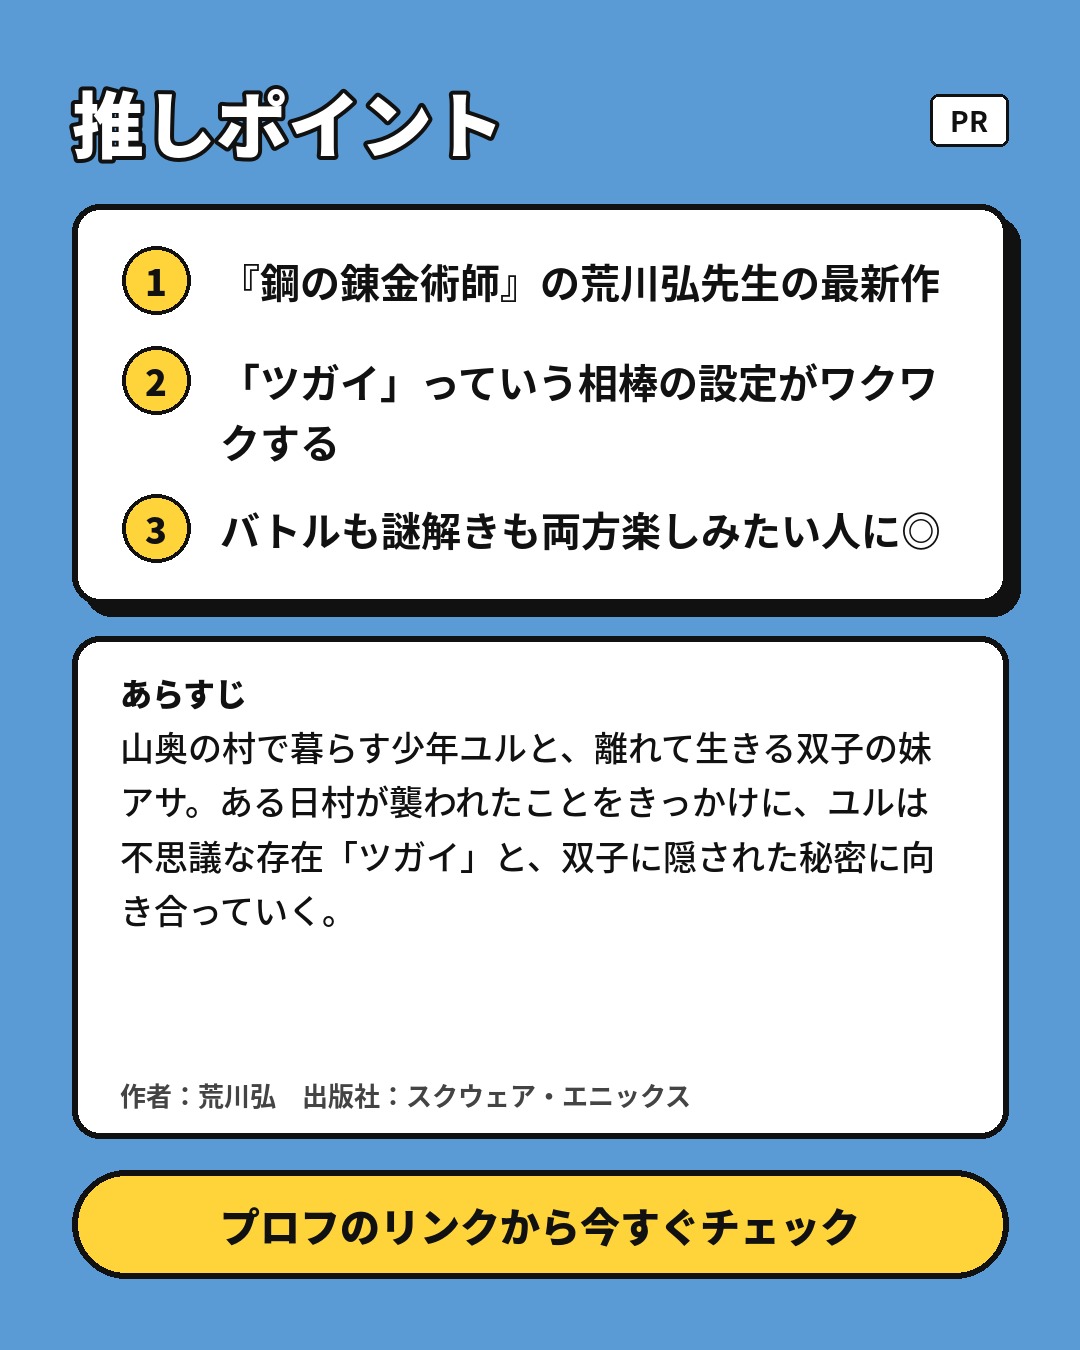 推しポイント
PR
1 『鋼の錬金術師』の荒川弘先生の最新作
2 「ツガイ」っていう相棒の設定がワクワ
クする
3 バトルも謎解きも両方楽しみたい人に◎
あらすじ
山奥の村で暮らす少年ユルと、離れて生きる双子の妹
アサ。ある日村が襲われたことをきっかけに、ユルは
不思議な存在「ツガイ」と、双子に隠された秘密に向
き合っていく。
作者：荒川弘　出版社：スクウェア・エニックス
プロフのリンクから今すぐチェック